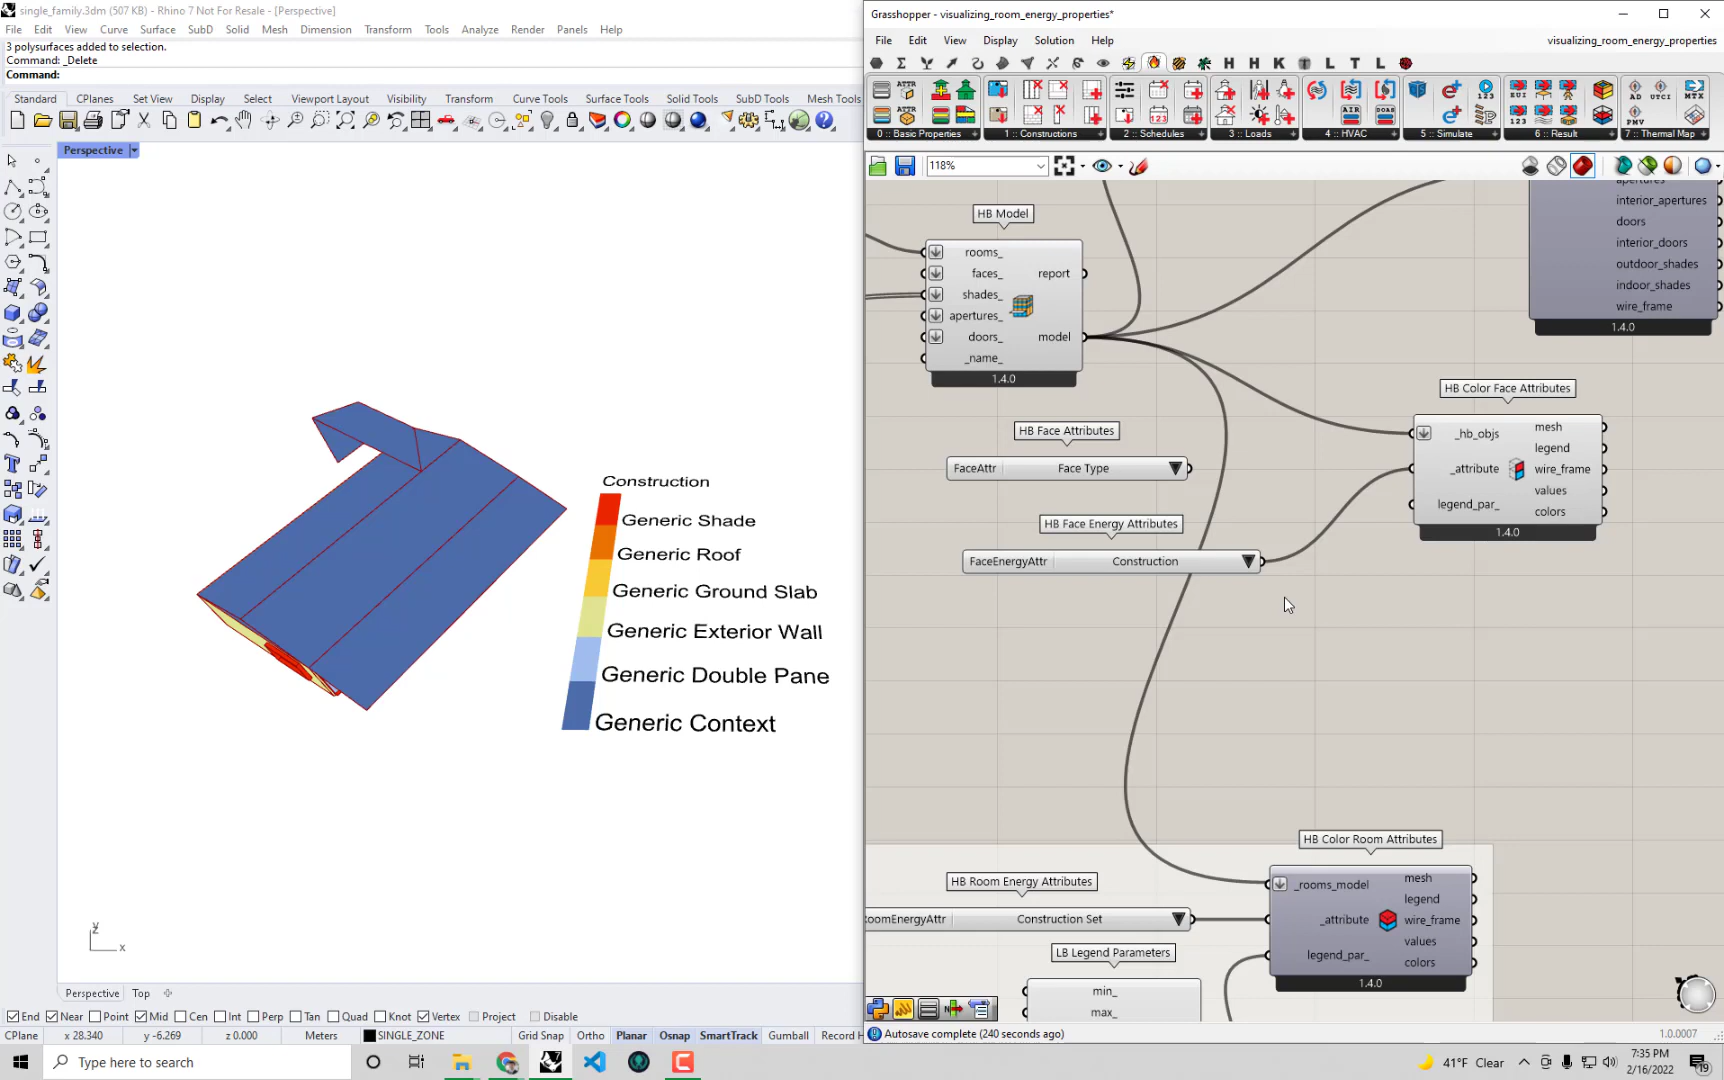 single_family.3dm (507 KB) - Rhino 7 Not For Resale - [Perspective]
File Edit View Curve Surface SubD Solid Mesh Dimension Transform Tools Analyze Render Panels Help
3 polysurfaces added to selection.
Command: _Delete
Command:
Standard CPlanes Set View Display Select Viewport Layout Visibility Transform Curve Tools Surface Tools Solid Tools SubD Tools Mesh Tools
Perspective
Construction
Generic Shade
Generic Roof
Generic Ground Slab
Generic Exterior Wall
Generic Double Pane
Generic Context
y
x
Perspective Top
End Near Point Mid Cen Int Perp Tan Quad Knot Vertex Project Disable
CPlane x 28.340 y -6.269 z 0.000 Meters SINGLE_ZONE Grid Snap Ortho Planar Osnap SmartTrack Gumball Record H
Grasshopper - visualizing_room_energy_properties*
File Edit View Display Solution Help
visualizing_room_energy_properties
H H K L T L
0 :: Basic Properties 1 :: Constructions 2 :: Schedules 3 :: Loads 4 :: HVAC 5 :: Simulate 6 :: Result 7 :: Thermal Map
118%
HB Model
rooms_
faces_
shades_
apertures_
doors_
_name_
report
model
1.4.0
apertures
interior_apertures
doors
interior_doors
outdoor_shades
indoor_shades
wire_frame
1.4.0
HB Face Attributes
FaceAttr Face Type
HB Face Energy Attributes
FaceEnergyAttr Construction
HB Color Face Attributes
_hb_objs
_attribute
legend_par_
mesh
legend
wire_frame
values
colors
1.4.0
HB Color Room Attributes
_rooms_model
_attribute
legend_par_
mesh
legend
wire_frame
values
colors
1.4.0
HB Room Energy Attributes
oomEnergyAttr Construction Set
LB Legend Parameters
min_
max_
Autosave complete (240 seconds ago)
1.0.0007
Type here to search
41°F Clear
7:35 PM
2/16/2022
19